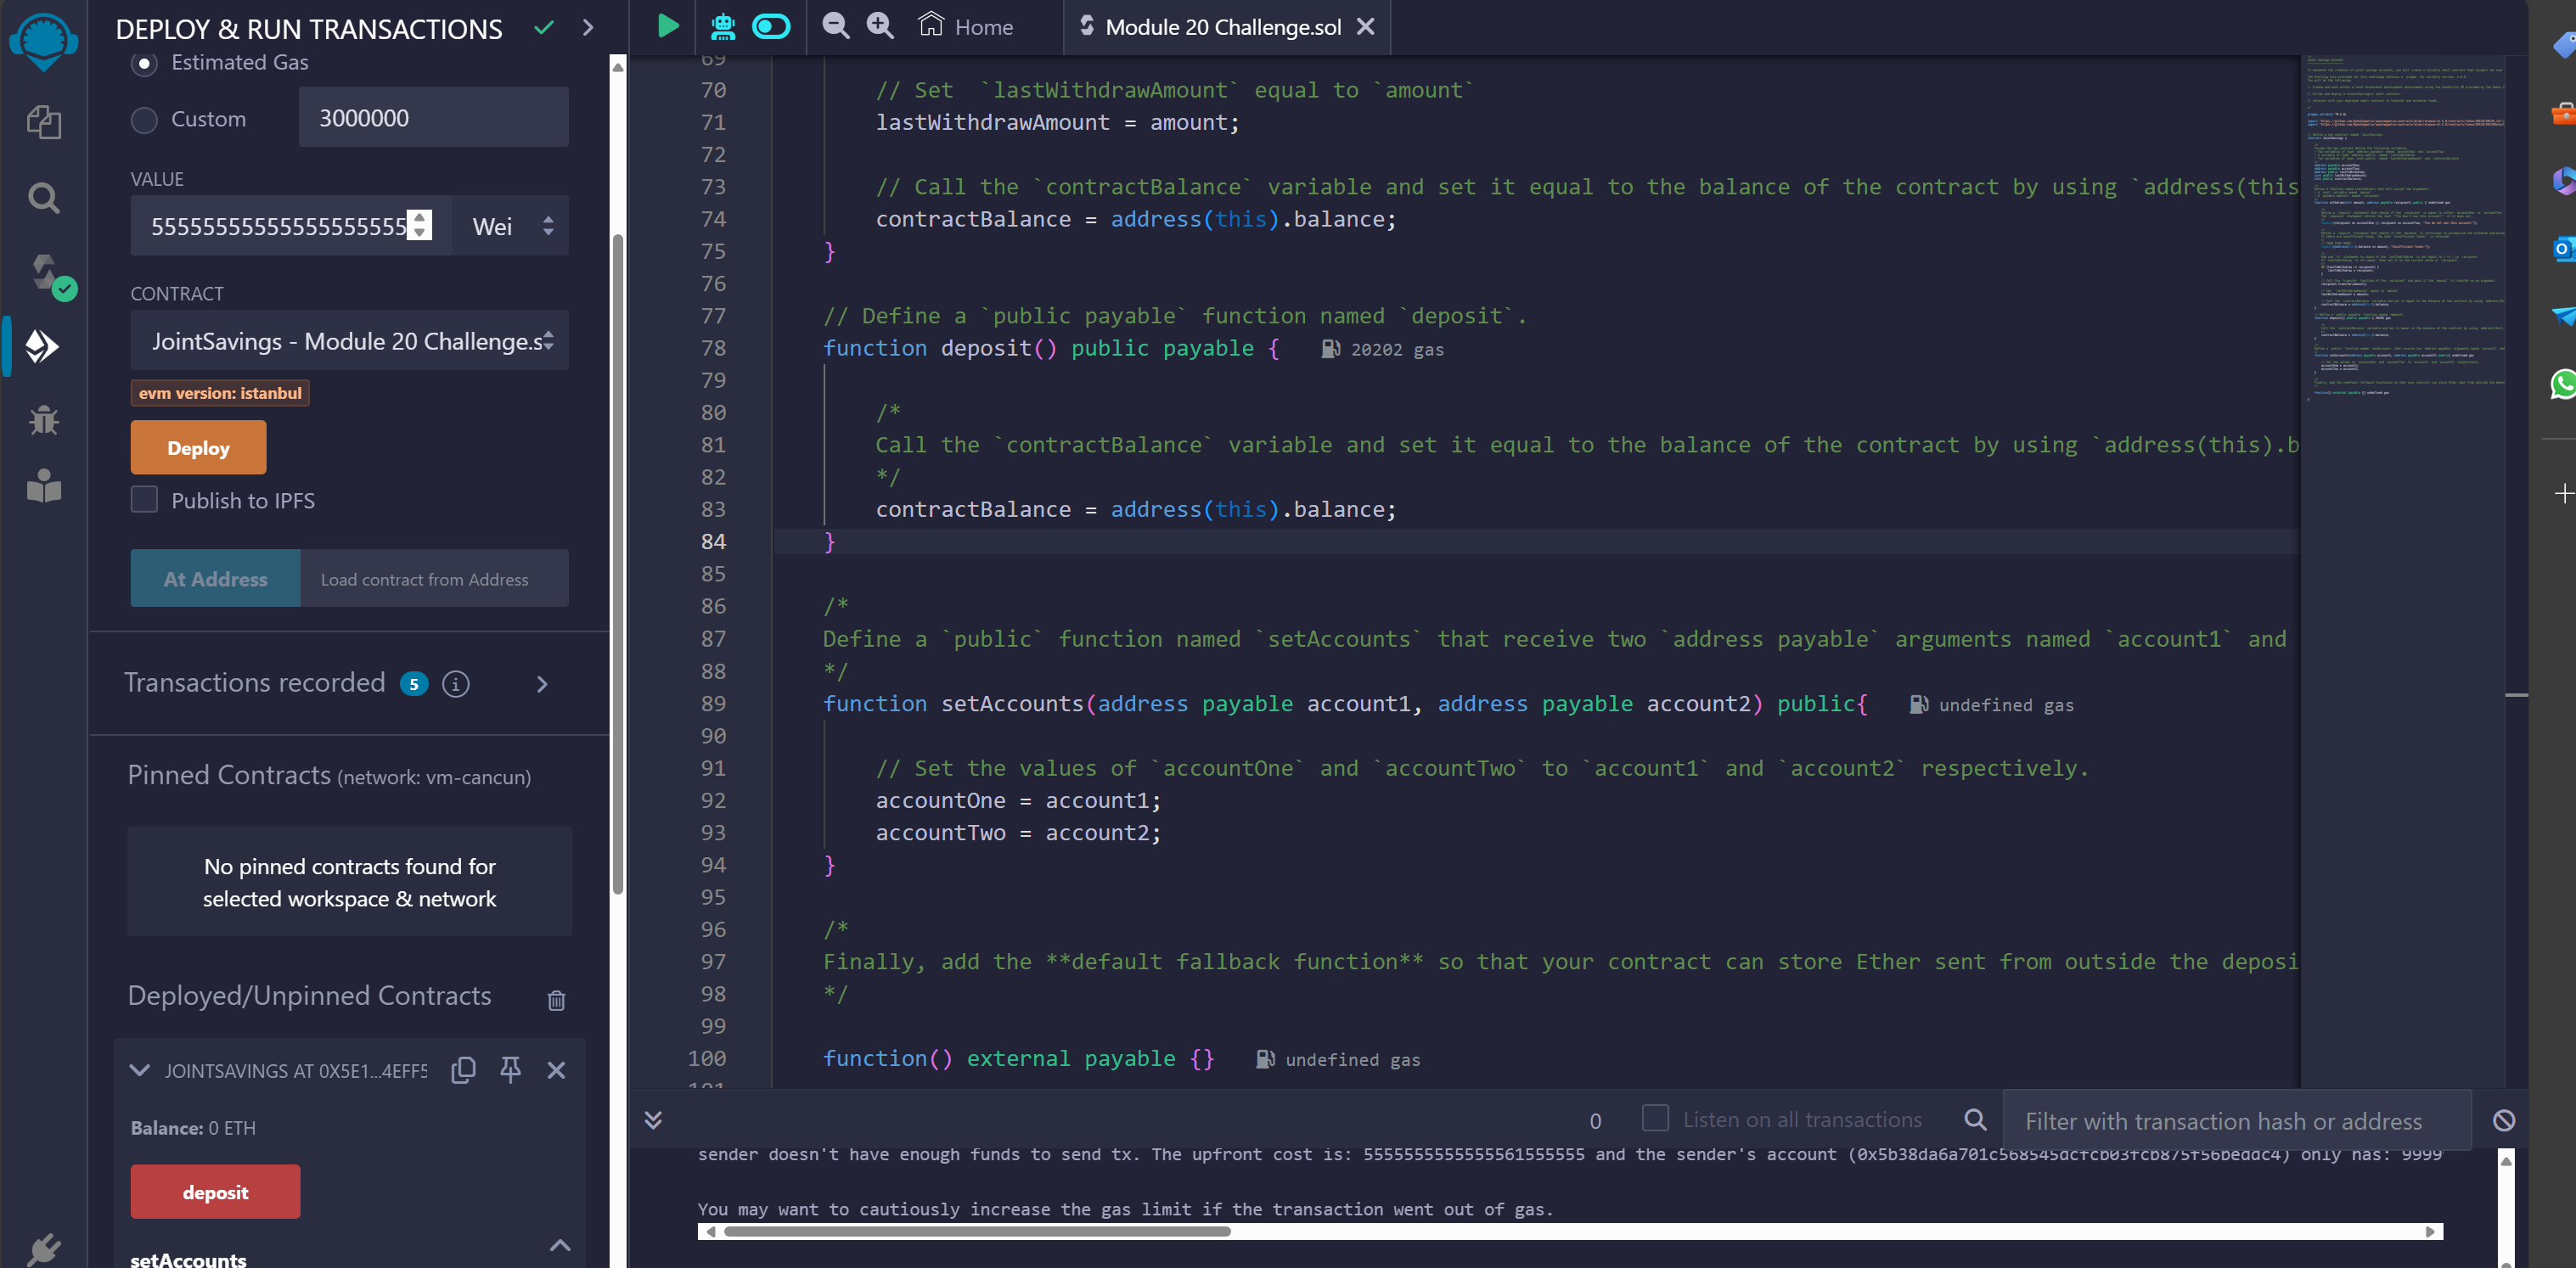 DEPLOY & RUN TRANSACTIONS
Estimated Gas
Custom
3000000
VALUE
55555555555555555555
Wei
CONTRACT
JointSavings - Module 20 Challenge.s
evm version: istanbul
Deploy
Publish to IPFS
At Address
Load contract from Address
Transactions recorded
5
i
Pinned Contracts (network: vm-cancun)
No pinned contracts found for
selected workspace & network
Deployed/Unpinned Contracts
JOINTSAVINGS AT 0X5E1...4EFF5
Balance: 0 ETH
deposit
setAccounts
Home
Module 20 Challenge.sol
69
70 // Set  `lastWithdrawAmount` equal to `amount`
71 lastWithdrawAmount = amount;
72
73 // Call the `contractBalance` variable and set it equal to the balance of the contract by using `address(this
74 contractBalance = address(this).balance;
75 }
76
77 // Define a `public payable` function named `deposit`.
78 function deposit() public payable { 20202 gas
79
80 /*
81 Call the `contractBalance` variable and set it equal to the balance of the contract by using `address(this).b
82 */
83 contractBalance = address(this).balance;
84 }
85
86 /*
87 Define a `public` function named `setAccounts` that receive two `address payable` arguments named `account1` and
88 */
89 function setAccounts(address payable account1, address payable account2) public{ undefined gas
90
91 // Set the values of `accountOne` and `accountTwo` to `account1` and `account2` respectively.
92 accountOne = account1;
93 accountTwo = account2;
94 }
95
96 /*
97 Finally, add the **default fallback function** so that your contract can store Ether sent from outside the deposi
98 */
99
100 function() external payable {} undefined gas
101
0
Listen on all transactions
Filter with transaction hash or address
sender doesn't have enough funds to send tx. The upfront cost is: and the sender's account (0x5b38da6a701c568545dcfcb03fcb875f56beddc4) only has: 9999
You may want to cautiously increase the gas limit if the transaction went out of gas.